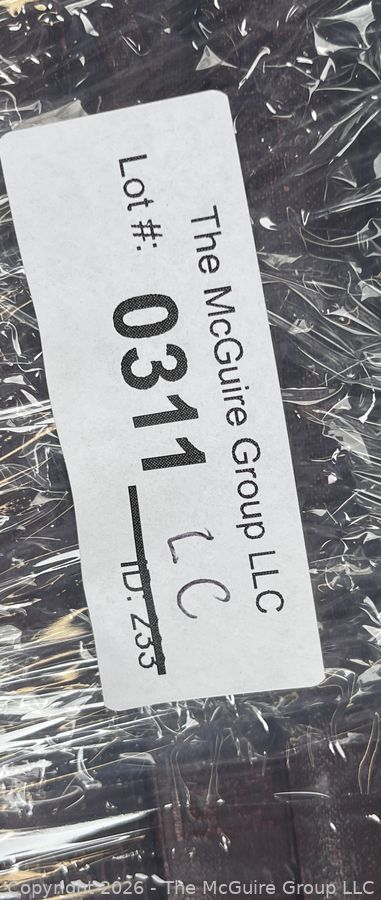 The McGuire Group LLC
Lot #: 0311
LC
ID: 233
Copyright 2026 - The McGuire Group LLC